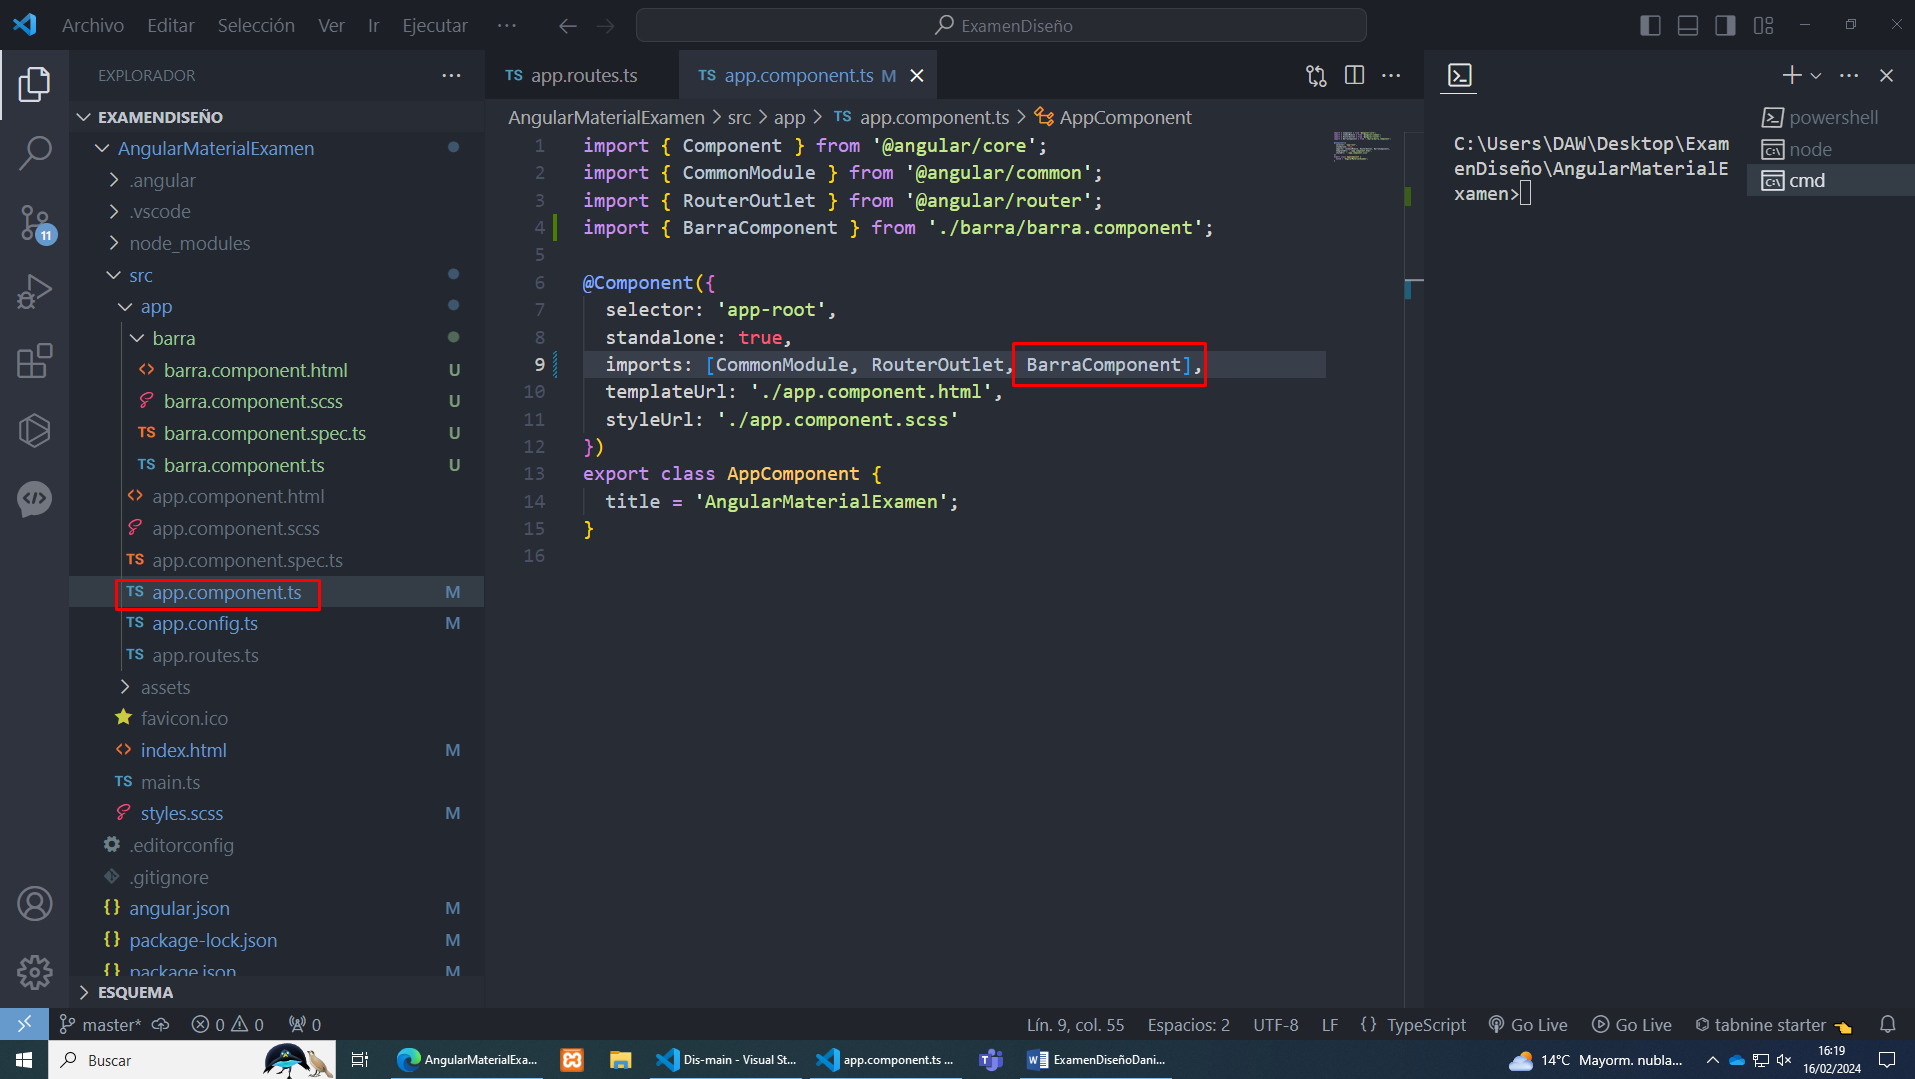 Archivo Editar Selección Ver Ir Ejecutar ···
ExamenDiseño
EXPLORADOR
EXAMENDISEÑO
AngularMaterialExamen
.angular
.vscode
node_modules
src
app
barra
barra.component.html U
barra.component.scss U
TS barra.component.spec.ts U
TS barra.component.ts U
app.component.html
app.component.scss
TS app.component.spec.ts
TS app.component.ts M
TS app.config.ts M
TS app.routes.ts
assets
favicon.ico
index.html M
TS main.ts
styles.scss M
.editorconfig
.gitignore
{} angular.json M
{} package-lock.json M
{} package.json M
ESQUEMA
11
TS app.routes.ts
TS app.component.ts M
AngularMaterialExamen > src > app > TS app.component.ts > AppComponent
1 import { Component } from '@angular/core';
2 import { CommonModule } from '@angular/common';
3 import { RouterOutlet } from '@angular/router';
4 import { BarraComponent } from './barra/barra.component';
5
6 @Component({
7 selector: 'app-root',
8 standalone: true,
9 imports: [CommonModule, RouterOutlet, BarraComponent],
10 templateUrl: './app.component.html',
11 styleUrl: './app.component.scss'
12 })
13 export class AppComponent {
14 title = 'AngularMaterialExamen';
15 }
16
C:\Users\DAW\Desktop\Exam
enDiseño\AngularMaterialE
xamen>
powershell
node
cmd
master* 0 0 0
Lín. 9, col. 55 Espacios: 2 UTF-8 LF {} TypeScript Go Live Go Live tabnine starter
Buscar
AngularMaterialExa...
Dis-main - Visual St...
app.component.ts ...
ExamenDiseñoDani...
14°C Mayorm. nubla...
16:19
16/02/2024